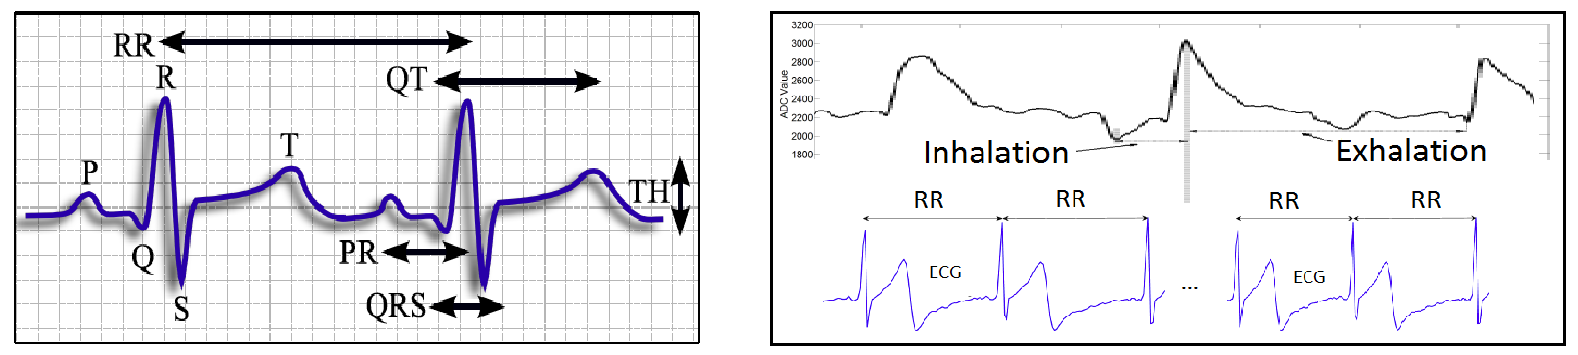 RR
R
QT
P
T
TH
Q
PR
S
QRS
3200
3000
2800
2600
2400
2200
2000
1800
ADC Value
Inhalation
Exhalation
RR
RR
RR
RR
ECG
...
ECG